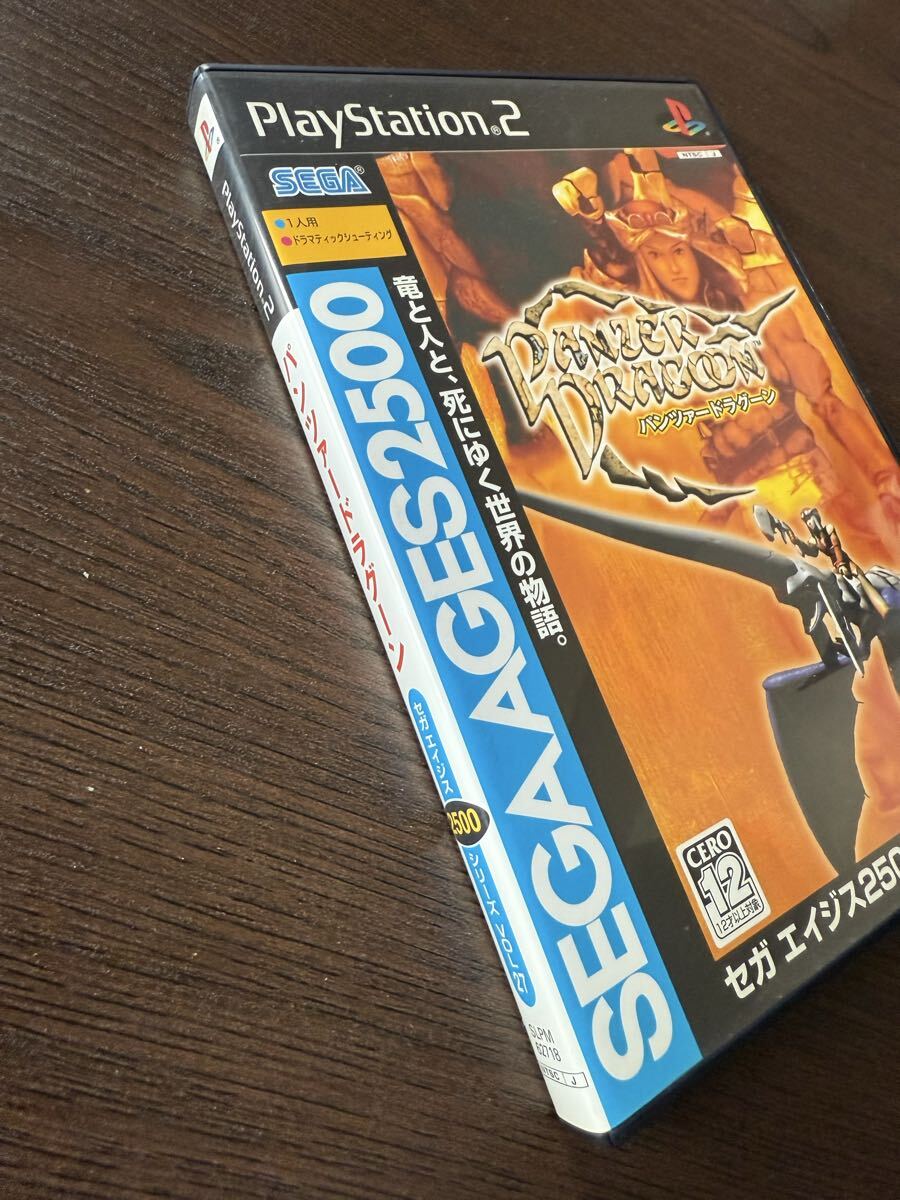 PlayStation®2
NTSC J
SEGA®
●1人用
●ドラマティックシューティング
竜と人と、死にゆく世界の物語。
SEGA AGES 2500
PANZER
DRAGOON™
パンツァードラグーン
CERO
12
12才以上対象
セガ エイジス250
PlayStation®2
パンツァードラグーン
セガ エイジス
2500
シリーズ VOL.27
SLPM
62718
NTSC J